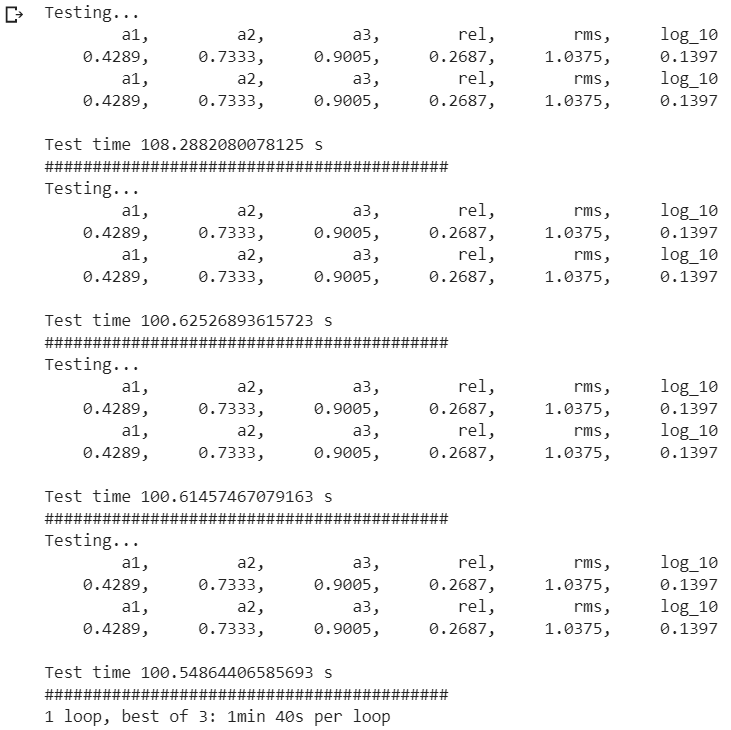 Testing...
a1, a2, a3, rel, rms, log_10
0.4289, 0.7333, 0.9005, 0.2687, 1.0375, 0.1397
a1, a2, a3, rel, rms, log_10
0.4289, 0.7333, 0.9005, 0.2687, 1.0375, 0.1397
Test time 108.2882080078125 s
##########################################
Testing...
a1, a2, a3, rel, rms, log_10
0.4289, 0.7333, 0.9005, 0.2687, 1.0375, 0.1397
a1, a2, a3, rel, rms, log_10
0.4289, 0.7333, 0.9005, 0.2687, 1.0375, 0.1397
Test time 100.62526893615723 s
##########################################
Testing...
a1, a2, a3, rel, rms, log_10
0.4289, 0.7333, 0.9005, 0.2687, 1.0375, 0.1397
a1, a2, a3, rel, rms, log_10
0.4289, 0.7333, 0.9005, 0.2687, 1.0375, 0.1397
Test time 100.61457467079163 s
##########################################
Testing...
a1, a2, a3, rel, rms, log_10
0.4289, 0.7333, 0.9005, 0.2687, 1.0375, 0.1397
a1, a2, a3, rel, rms, log_10
0.4289, 0.7333, 0.9005, 0.2687, 1.0375, 0.1397
Test time 100.54864406585693 s
##########################################
1 loop, best of 3: 1min 40s per loop